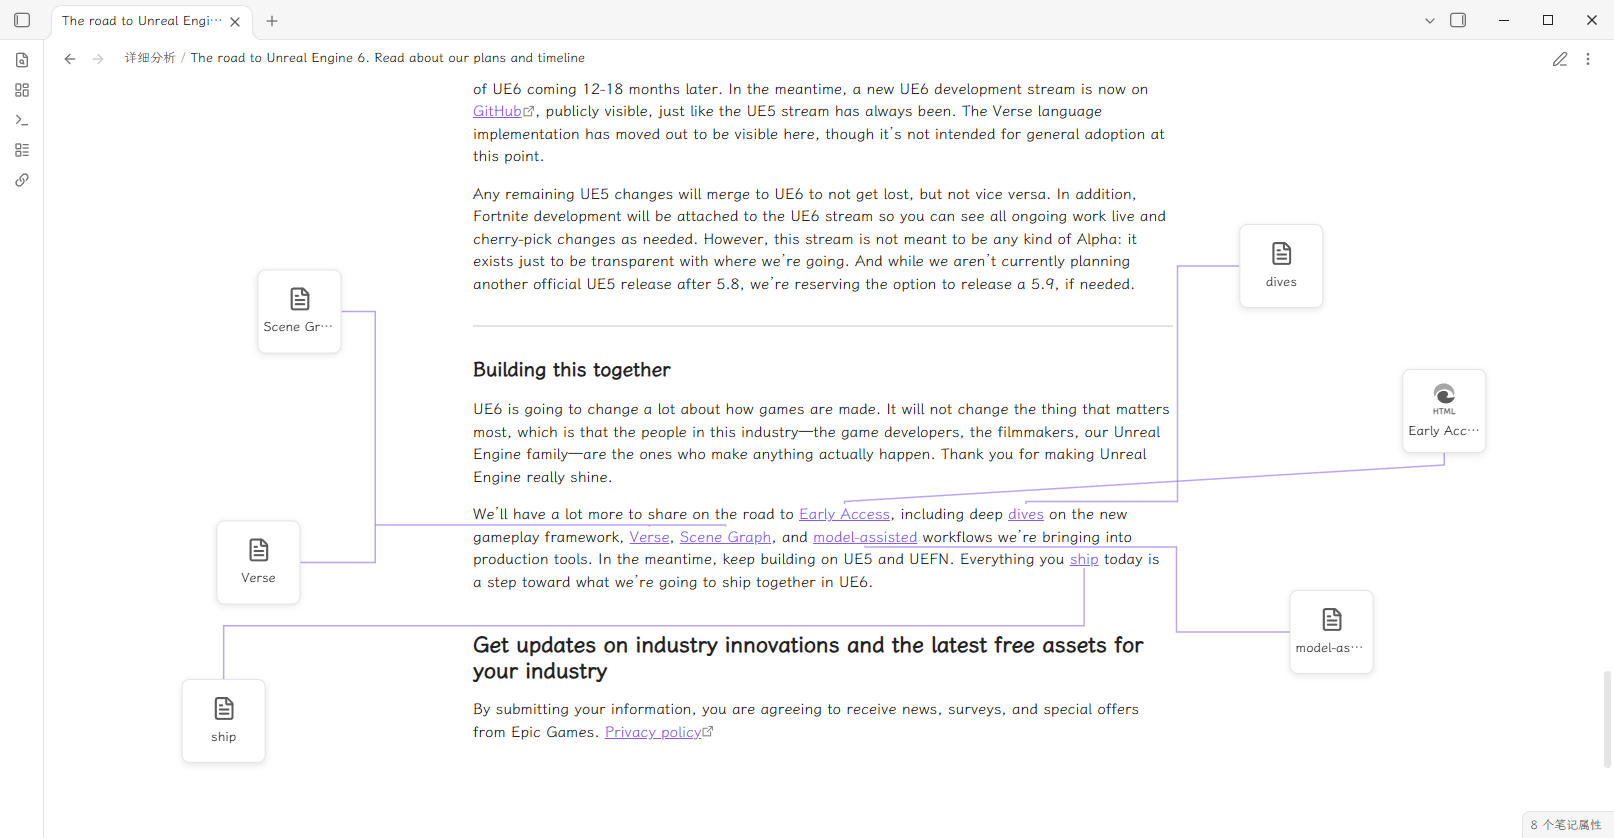 The road to Unreal Engi···
详细分析 / The road to Unreal Engine 6. Read about our plans and timeline
of UE6 coming 12-18 months later. In the meantime, a new UE6 development stream is now on
GitHub, publicly visible, just like the UE5 stream has always been. The Verse language
implementation has moved out to be visible here, though it's not intended for general adoption at
this point.
Any remaining UE5 changes will merge to UE6 to not get lost, but not vice versa. In addition,
Fortnite development will be attached to the UE6 stream so you can see all ongoing work live and
cherry-pick changes as needed. However, this stream is not meant to be any kind of Alpha: it
exists just to be transparent with where we're going. And while we aren't currently planning
another official UE5 release after 5.8, we're reserving the option to release a 5.9, if needed.
dives
Scene Gr···
Building this together
UE6 is going to change a lot about how games are made. It will not change the thing that matters
most, which is that the people in this industry—the game developers, the filmmakers, our Unreal
Engine family—are the ones who make anything actually happen. Thank you for making Unreal
Engine really shine.
HTML
Early Acc···
We'll have a lot more to share on the road to Early Access, including deep dives on the new
gameplay framework, Verse, Scene Graph, and model-assisted workflows we're bringing into
production tools. In the meantime, keep building on UE5 and UEFN. Everything you ship today is
a step toward what we're going to ship together in UE6.
Verse
model-as···
Get updates on industry innovations and the latest free assets for
your industry
By submitting your information, you are agreeing to receive news, surveys, and special offers
from Epic Games. Privacy policy
ship
8 个笔记属性